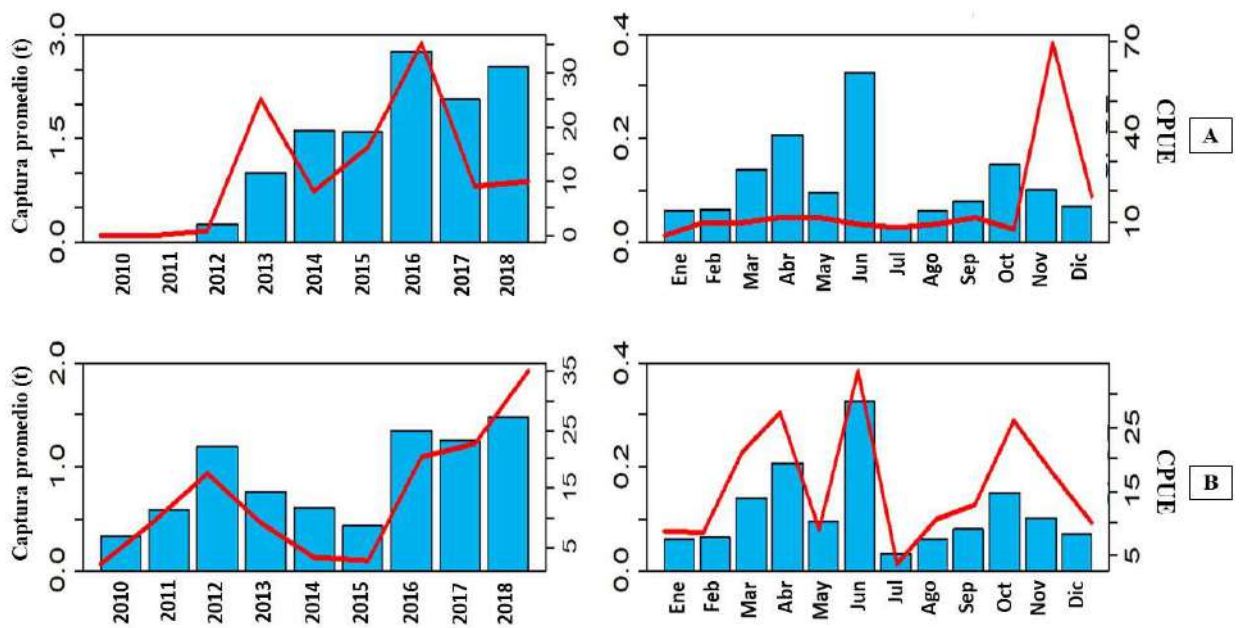 Captura promedio (t)
0.0 1.5 3.0
0 10 20 30
2010 2011 2012 2013 2014 2015 2016 2017 2018
0.0 0.2 0.4
10 40 70
CPUE
A
Ene Feb Mar Abr May Jun Jul Ago Sep Oct Nov Dic
Captura promedio (t)
0.0 1.0 2.0
5 15 25 35
2010 2011 2012 2013 2014 2015 2016 2017 2018
0.0 0.2 0.4
5 15 25
CPUE
B
Ene Feb Mar Abr May Jun Jul Ago Sep Oct Nov Dic